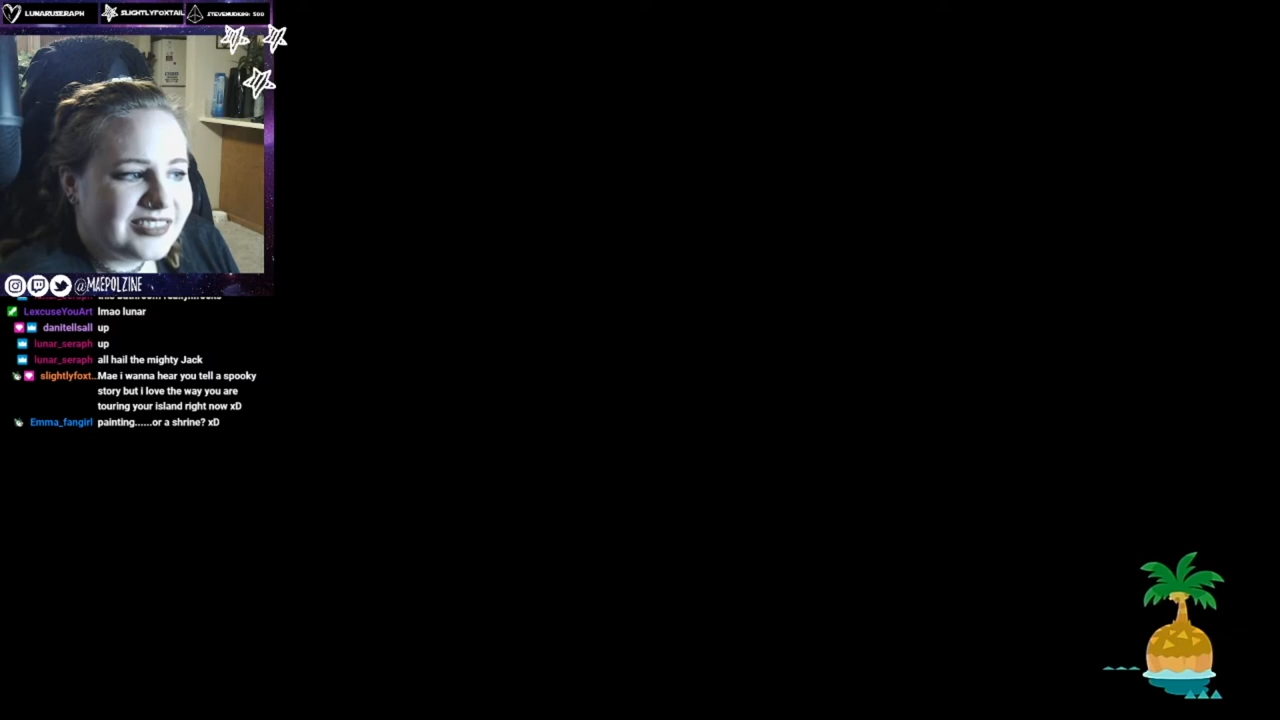 LUNARUSERAPH
SLIGHTLYFOXTAIL
500
@MAEPOLZINE
LexcuseYouArt lmao lunar
danitellsall up
lunar_seraph up
lunar_seraph all hail the mighty Jack
slightlyfoxt... Mae i wanna hear you tell a spooky
story but i love the way you are
touring your island right now xD
Emma_fangirl painting......or a shrine? xD